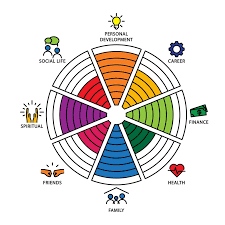 PERSONAL
DEVELOPMENT
SOCIAL LIFE
CAREER
SPIRITUAL
FINANCE
FRIENDS
HEALTH
FAMILY